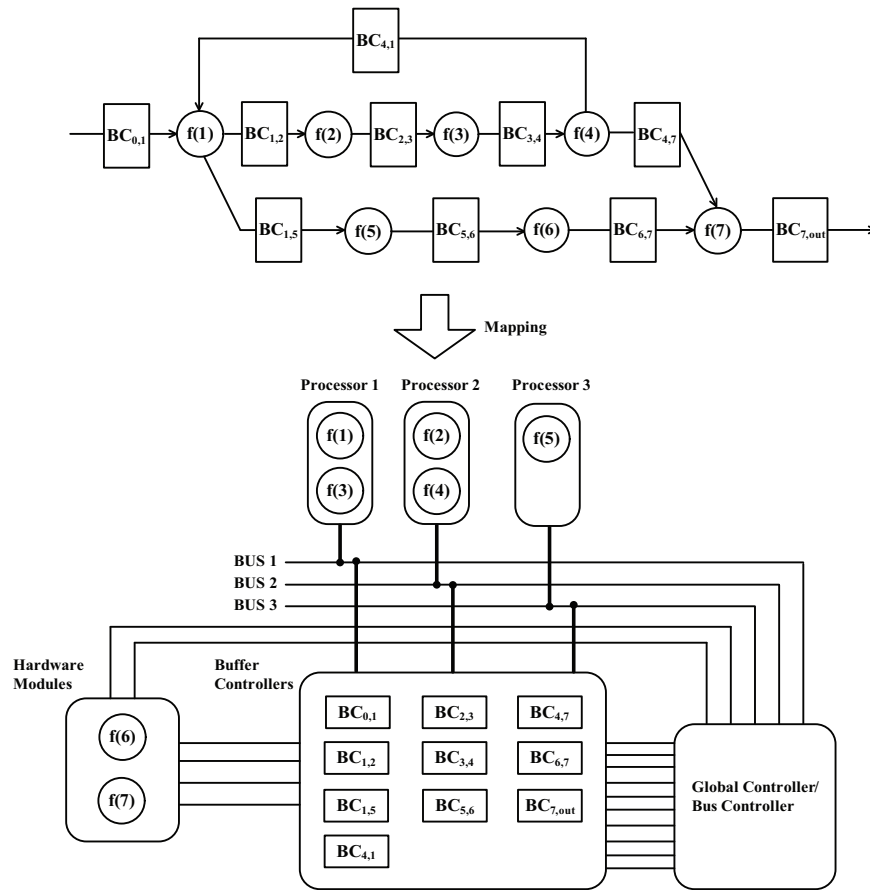 BC4,1
BC0,1 f(1) BC1,2 f(2) BC2,3 f(3) BC3,4 f(4) BC4,7
BC1,5 f(5) BC5,6 f(6) BC6,7 f(7) BC7,out
Mapping
Processor 1 Processor 2 Processor 3
f(1) f(2) f(5)
f(3) f(4)
BUS 1
BUS 2
BUS 3
Hardware
Modules
Buffer
Controllers
f(6)
f(7)
BC0,1 BC2,3 BC4,7
BC1,2 BC3,4 BC6,7
BC1,5 BC5,6 BC7,out
BC4,1
Global Controller/
Bus Controller